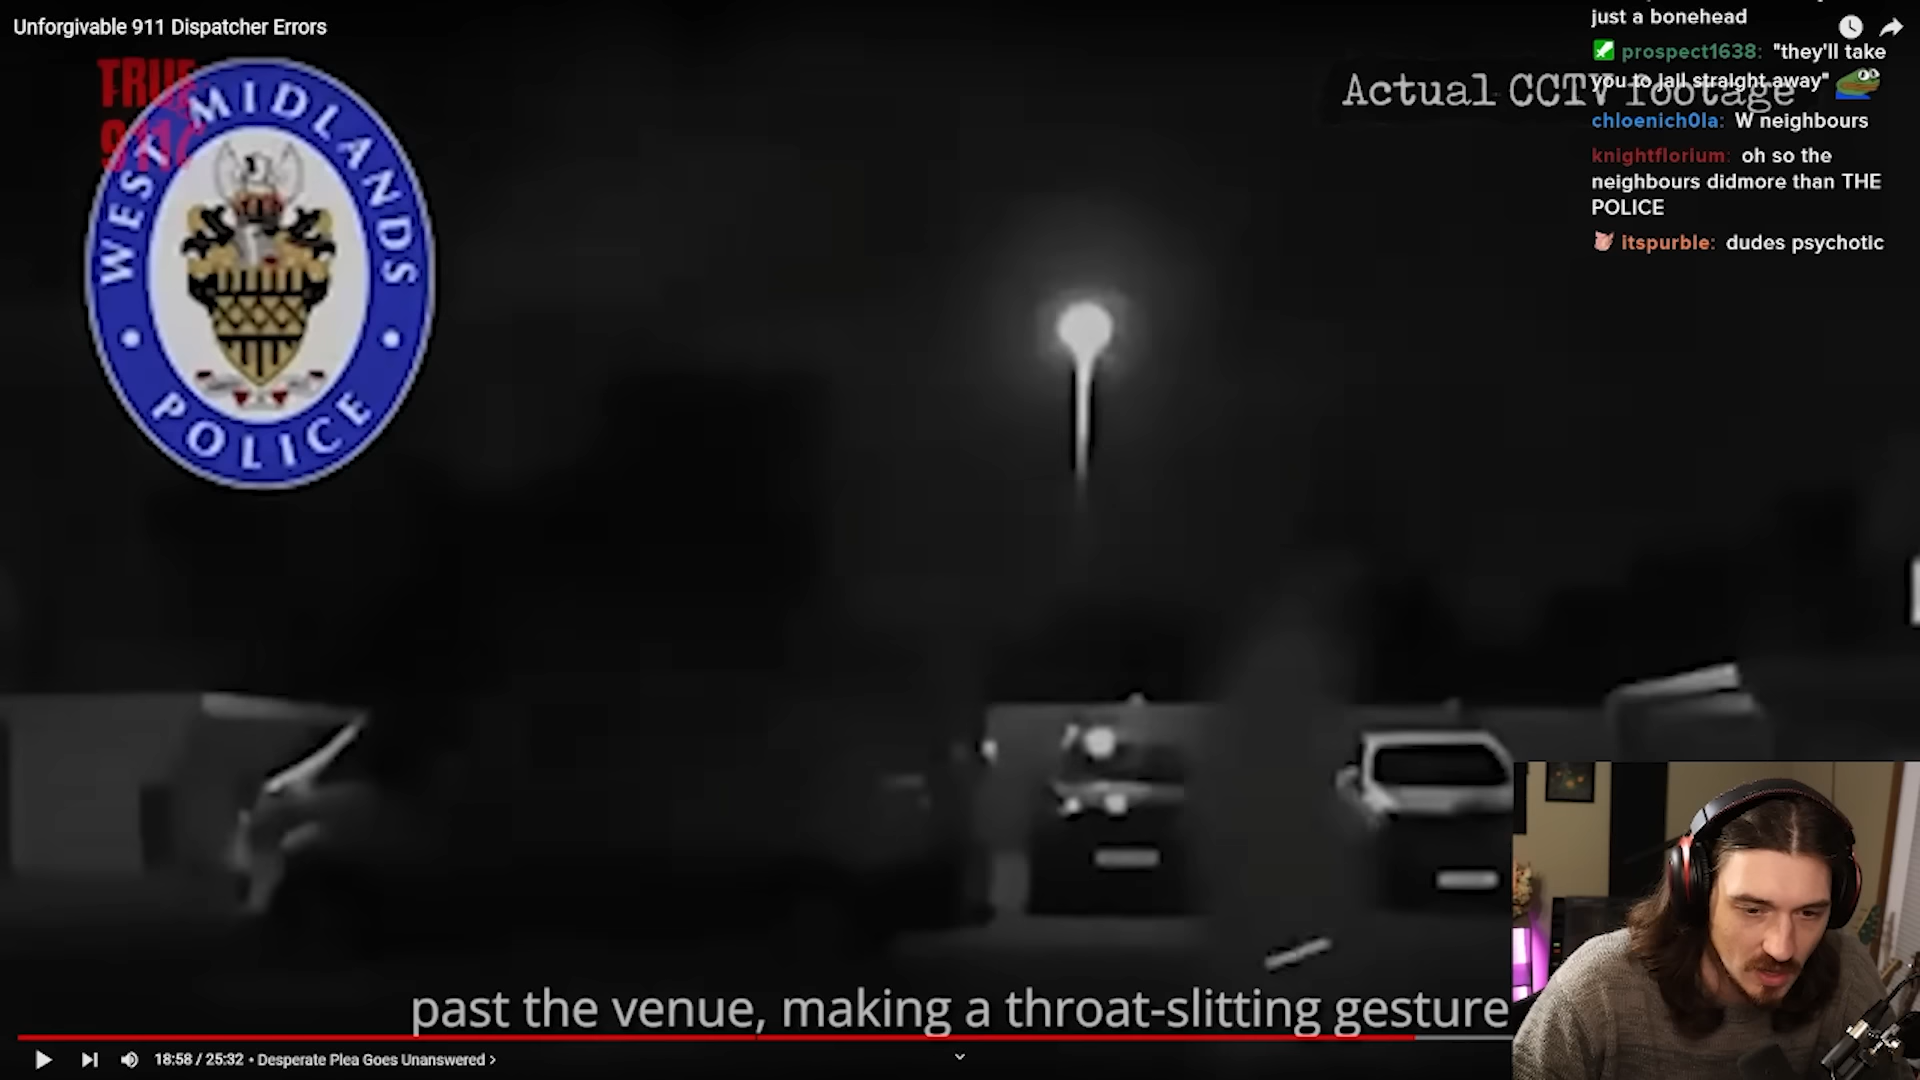 Unforgivable 911 Dispatcher Errors
TRUE
911
WEST MIDLANDS
POLICE
Actual CCTV footage
just a bonehead
prospect1638: "they'll take
you to jail straight away"
chloenich0la: W neighbours
knightflorium: oh so the
neighbours didmore than THE
POLICE
itspurble: dudes psychotic
past the venue, making a throat-slitting gesture
18:58 / 25:32 • Desperate Plea Goes Unanswered >